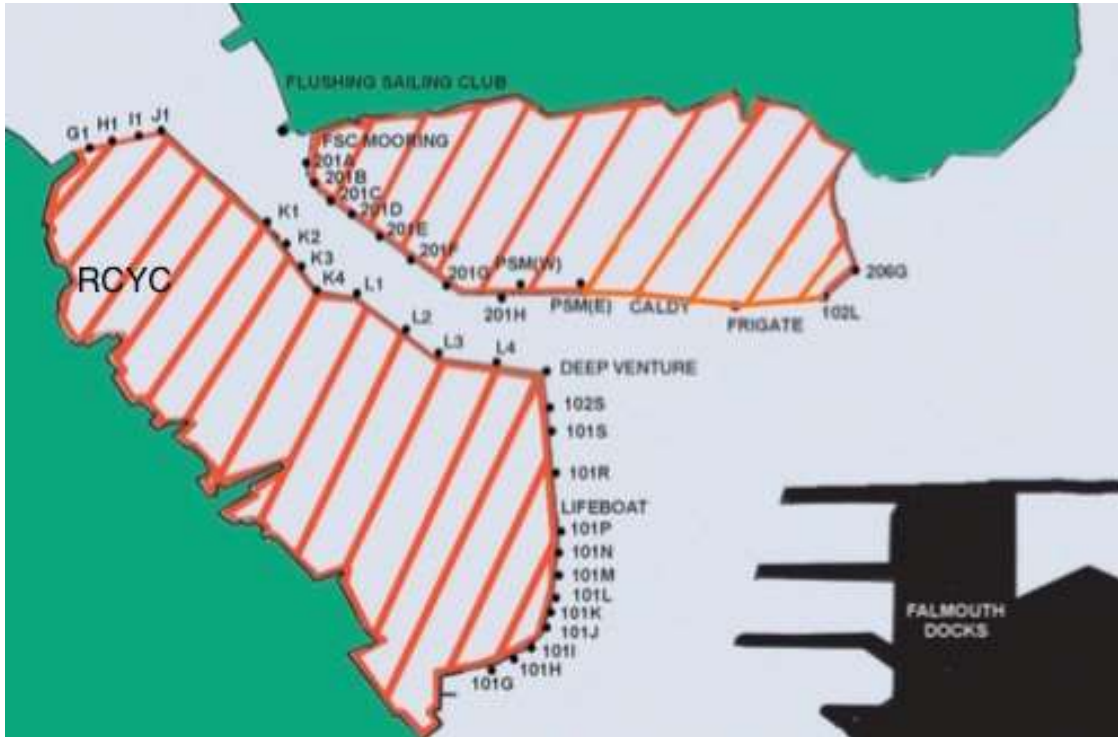 FLUSHING SAILING CLUB
G1
H1
I1
J1
FSC MOORING
201A
201B
201C
201D
K1
K2
201E
201F
K3
PSM(W)
RCYC
K4
L1
201G
206G
201H
PSM(E)
CALDY
102L
L2
FRIGATE
L3
L4
DEEP VENTURE
102S
101S
101R
LIFEBOAT
101P
101N
101M
101L
101K
FALMOUTH
DOCKS
101J
101I
101H
101G